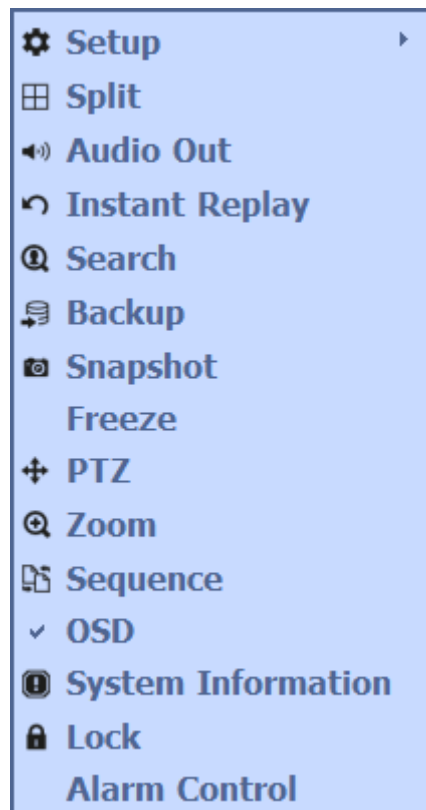 Setup
Split
Audio Out
Instant Replay
Search
Backup
Snapshot
Freeze
PTZ
Zoom
Sequence
OSD
System Information
Lock
Alarm Control